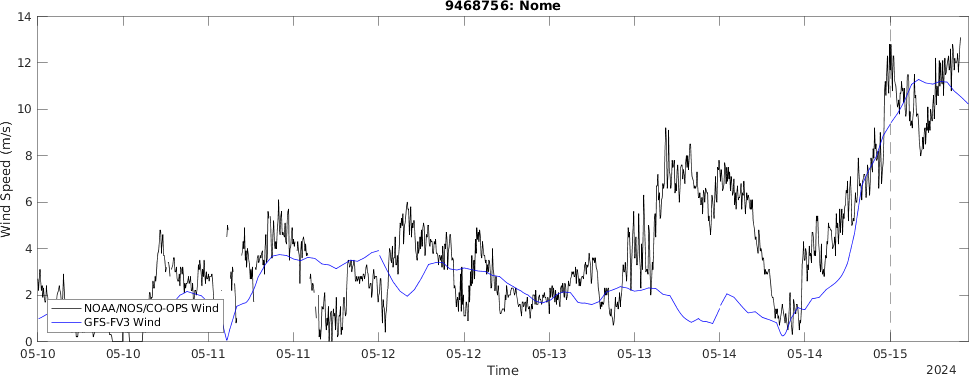 9468756: Nome
14
12
10
8
6
4
2
0
Wind Speed (m/s)
NOAA/NOS/CO-OPS Wind
GFS-FV3 Wind
05-10 05-10 05-11 05-11 05-12 05-12 05-13 05-13 05-14 05-14 05-15
Time
2024